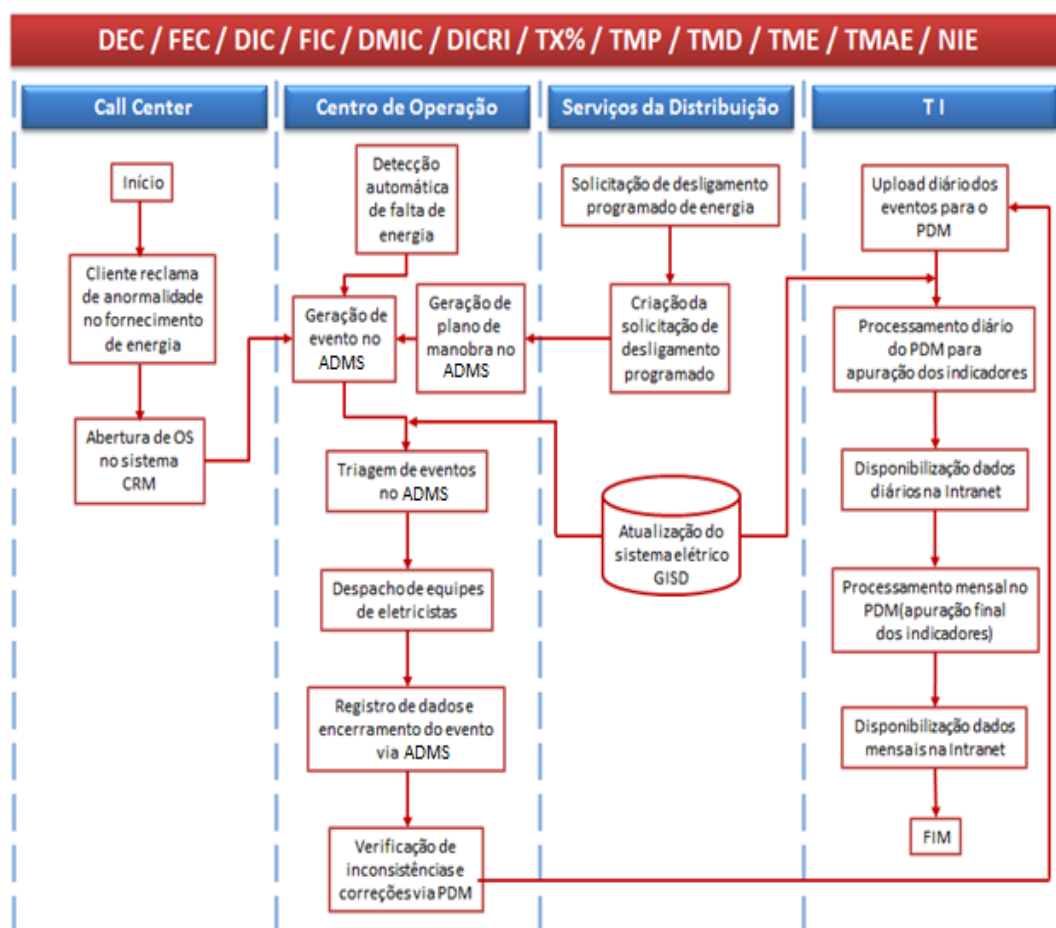 DEC / FEC / DIC / FIC / DMIC / DICRI / TX% / TMP / TMD / TME / TMAE / NIE
Call Center
Início
Cliente reclama
de anormalidade
no fornecimento
de energia
Abertura de OS
no sistema
CRM
Centro de Operação
Detecção
automática
de falta de
energia
Geração de
evento no
ADMS
Geração de
plano de
manobra no
ADMS
Triagem de eventos
no ADMS
Despacho de equipes
de eletricistas
Registro de dados e
encerramento do evento
via ADMS
Verificação de
inconsistências e
correções via PDM
Serviços da Distribuição
Solicitação de desligamento
programado de energia
Criação da
solicitação de
desligamento
programado
Atualização do
sistema elétrico
GISD
T I
Upload diário dos
eventos para o
PDM
Processamento diário
do PDM para
apuração dos indicadores
Disponibilização dados
diários na Intranet
Processamento mensal no
PDM(apuração final
dos indicadores)
Disponibilização dados
mensais na Intranet
FIM